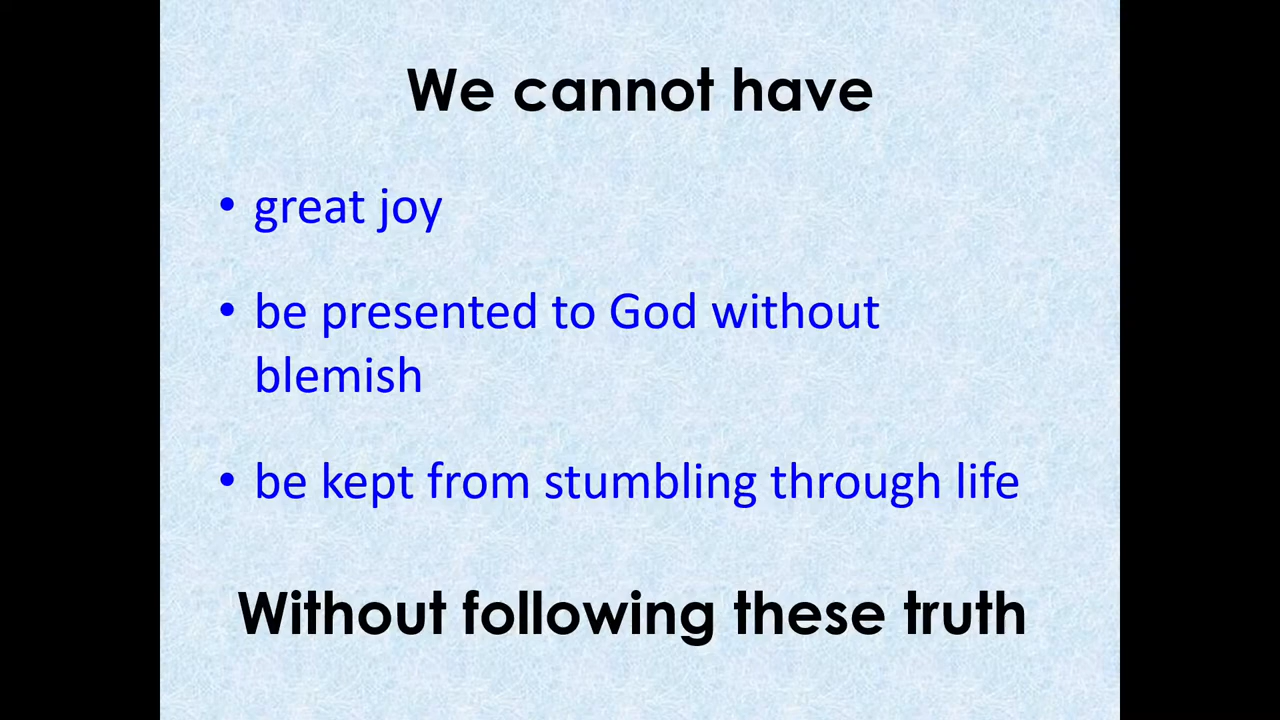 We cannot have
• great joy
• be presented to God without
blemish
• be kept from stumbling through life
Without following these truth